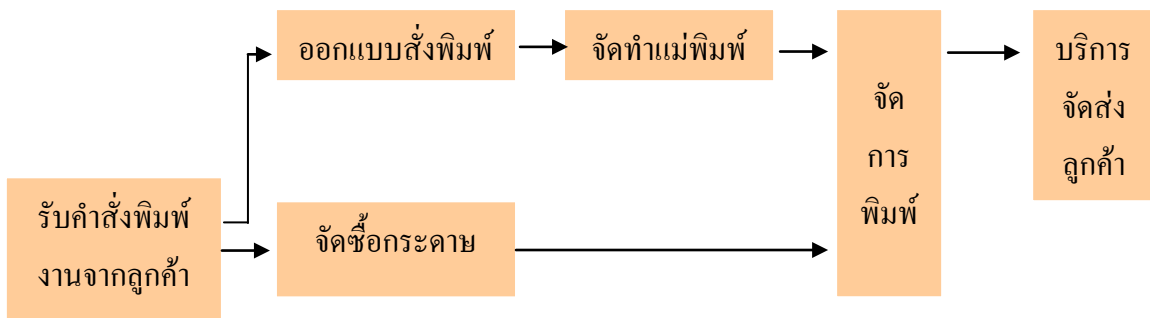 ออกแบบสั่งพิมพ์
จัดทำแม่พิมพ์
จัด
การ
พิมพ์
บริการ
จัดส่ง
ลูกค้า
รับคำสั่งพิมพ์
งานจากลูกค้า
จัดซื้อกระดาษ